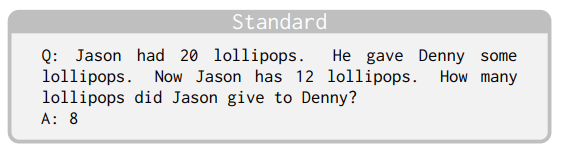 Standard
Q: Jason had 20 lollipops. He gave Denny some
lollipops. Now Jason has 12 lollipops. How many
lollipops did Jason give to Denny?
A: 8